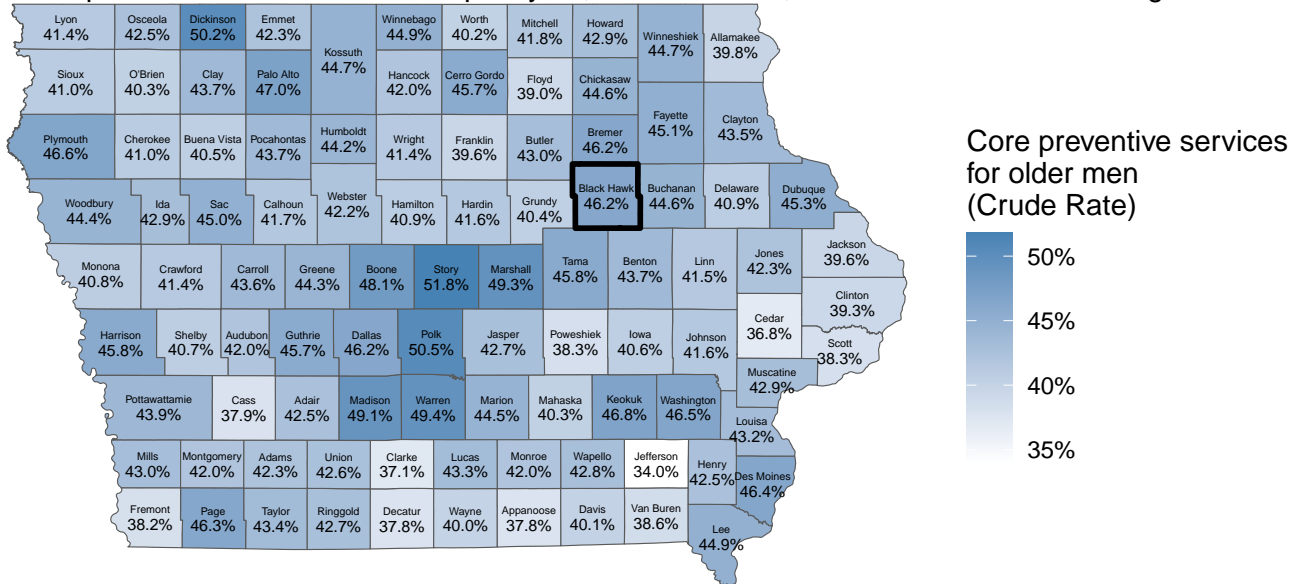 Lyon
41.4%
Osceola
42.5%
Dickinson
50.2%
Emmet
42.3%
Kossuth
44.7%
Winnebago
44.9%
Worth
40.2%
Mitchell
41.8%
Howard
42.9%
Winneshiek
44.7%
Allamakee
39.8%
Sioux
41.0%
O'Brien
40.3%
Clay
43.7%
Palo Alto
47.0%
Hancock
42.0%
Cerro Gordo
45.7%
Floyd
39.0%
Chickasaw
44.6%
Fayette
45.1%
Clayton
43.5%
Plymouth
46.6%
Cherokee
41.0%
Buena Vista
40.5%
Pocahontas
43.7%
Humboldt
44.2%
Wright
41.4%
Franklin
39.6%
Butler
43.0%
Bremer
46.2%
Woodbury
44.4%
Ida
42.9%
Sac
45.0%
Calhoun
41.7%
Webster
42.2%
Hamilton
40.9%
Hardin
41.6%
Grundy
40.4%
Black Hawk
46.2%
Buchanan
44.6%
Delaware
40.9%
Dubuque
45.3%
Monona
40.8%
Crawford
41.4%
Carroll
43.6%
Greene
44.3%
Boone
48.1%
Story
51.8%
Marshall
49.3%
Tama
45.8%
Benton
43.7%
Linn
41.5%
Jones
42.3%
Jackson
39.6%
Clinton
39.3%
Harrison
45.8%
Shelby
40.7%
Audubon
42.0%
Guthrie
45.7%
Dallas
46.2%
Polk
50.5%
Jasper
42.7%
Poweshiek
38.3%
Iowa
40.6%
Johnson
41.6%
Cedar
36.8%
Scott
38.3%
Muscatine
42.9%
Pottawattamie
43.9%
Cass
37.9%
Adair
42.5%
Madison
49.1%
Warren
49.4%
Marion
44.5%
Mahaska
40.3%
Keokuk
46.8%
Washington
46.5%
Louisa
43.2%
Mills
43.0%
Montgomery
42.0%
Adams
42.3%
Union
42.6%
Clarke
37.1%
Lucas
43.3%
Monroe
42.0%
Wapello
42.8%
Jefferson
34.0%
Henry
42.5%
Des Moines
46.4%
Fremont
38.2%
Page
46.3%
Taylor
43.4%
Ringgold
42.7%
Decatur
37.8%
Wayne
40.0%
Appanoose
37.8%
Davis
40.1%
Van Buren
38.6%
Lee
44.9%
Core preventive services
for older men
(Crude Rate)
50%
45%
40%
35%